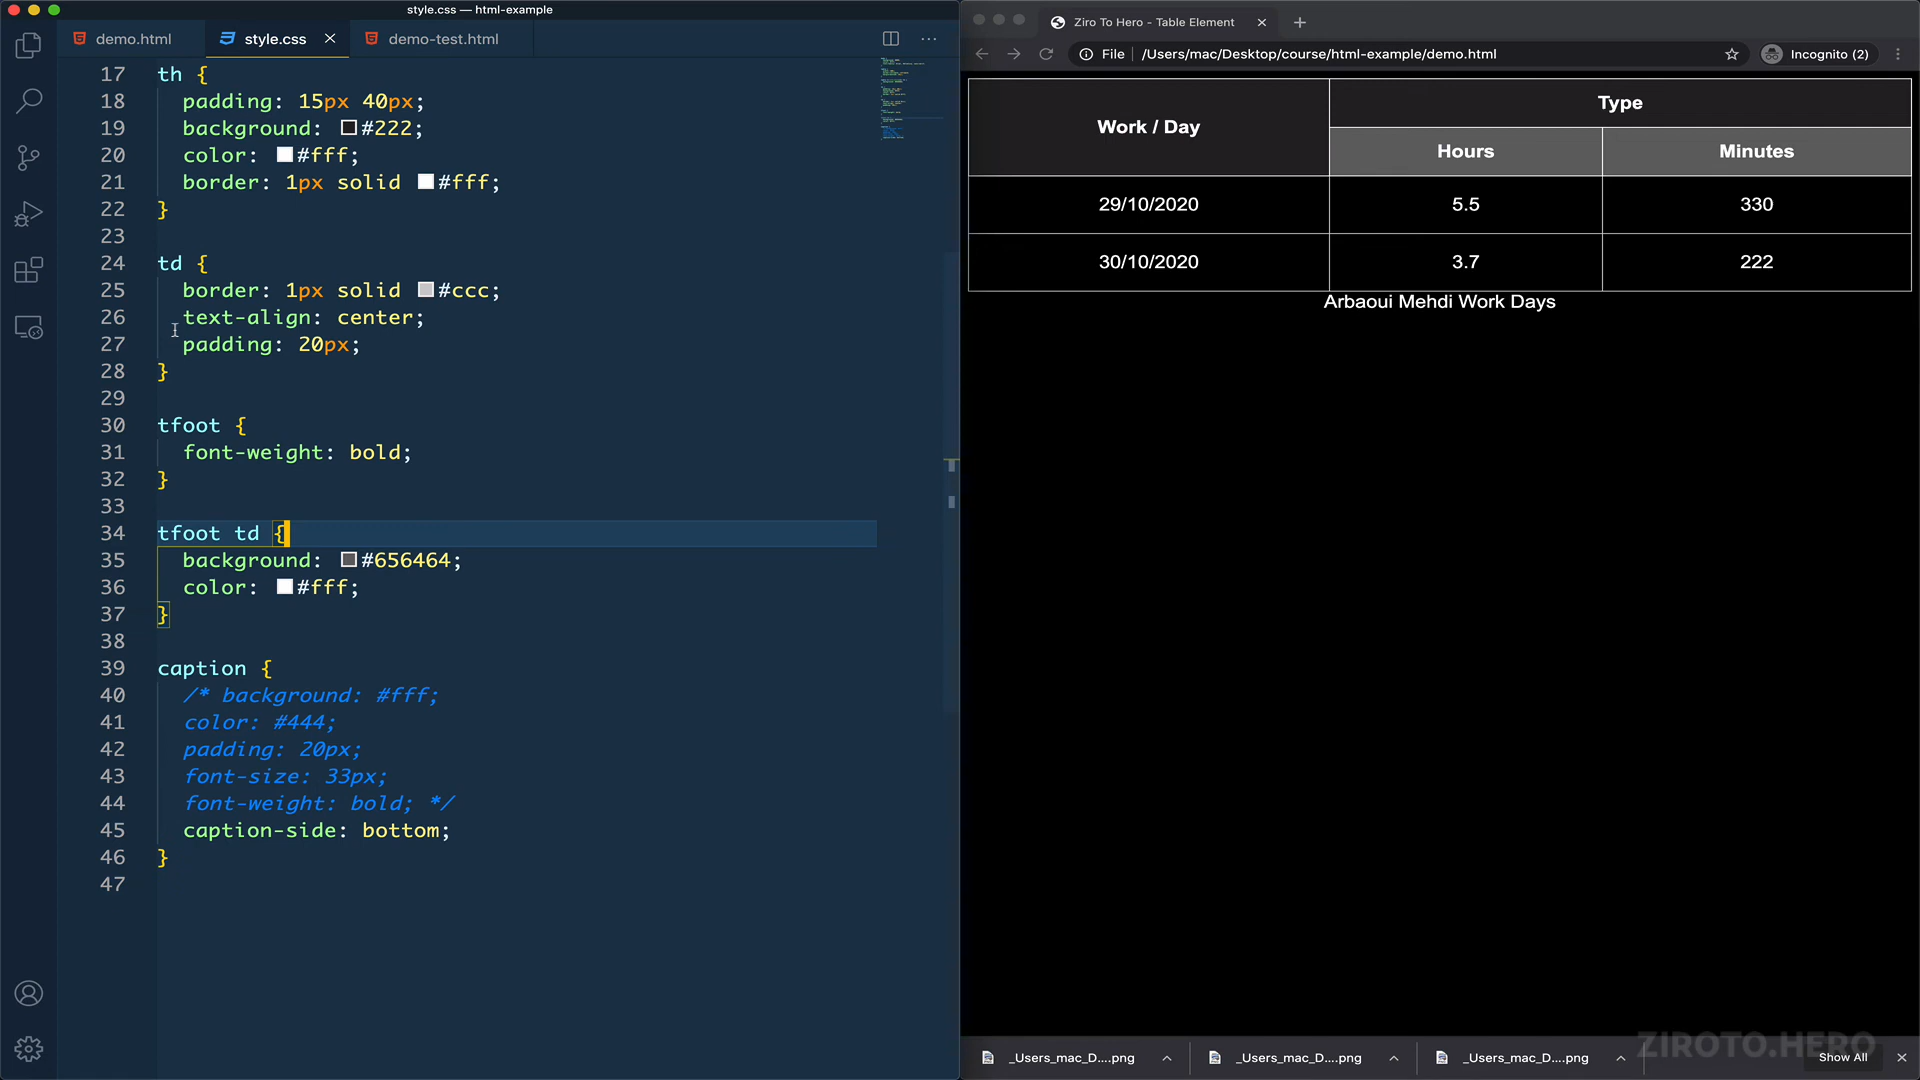 style.css — html-example
demo.html
style.css
demo-test.html
17 th {
18 padding: 15px 40px;
19 background: #222;
20 color: #fff;
21 border: 1px solid #fff;
22 }
23
24 td {
25 border: 1px solid #ccc;
26 text-align: center;
27 padding: 20px;
28 }
29
30 tfoot {
31 font-weight: bold;
32 }
33
34 tfoot td {
35 background: #656464;
36 color: #fff;
37 }
38
39 caption {
40 /* background: #fff;
41 color: #444;
42 padding: 20px;
43 font-size: 33px;
44 font-weight: bold; */
45 caption-side: bottom;
46 }
47
Ziro To Hero - Table Element
File /Users/mac/Desktop/course/html-example/demo.html
Incognito (2)
Work / Day
Type
Hours Minutes
29/10/2020 5.5 330
30/10/2020 3.7 222
Arbaoui Mehdi Work Days
_Users_mac_D....png
_Users_mac_D....png
_Users_mac_D....png
ZIROTO.HERO
Show All